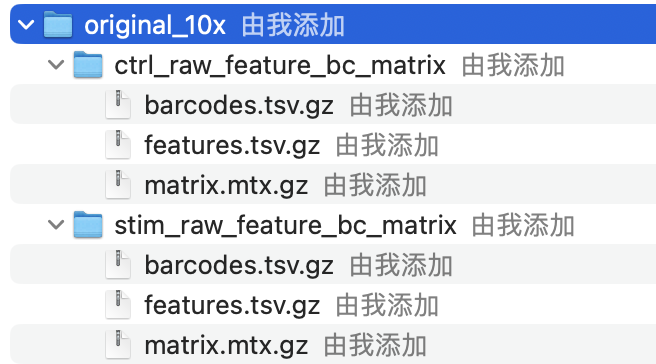 original_10x 由我添加
ctrl_raw_feature_bc_matrix 由我添加
barcodes.tsv.gz 由我添加
features.tsv.gz 由我添加
matrix.mtx.gz 由我添加
stim_raw_feature_bc_matrix 由我添加
barcodes.tsv.gz 由我添加
features.tsv.gz 由我添加
matrix.mtx.gz 由我添加